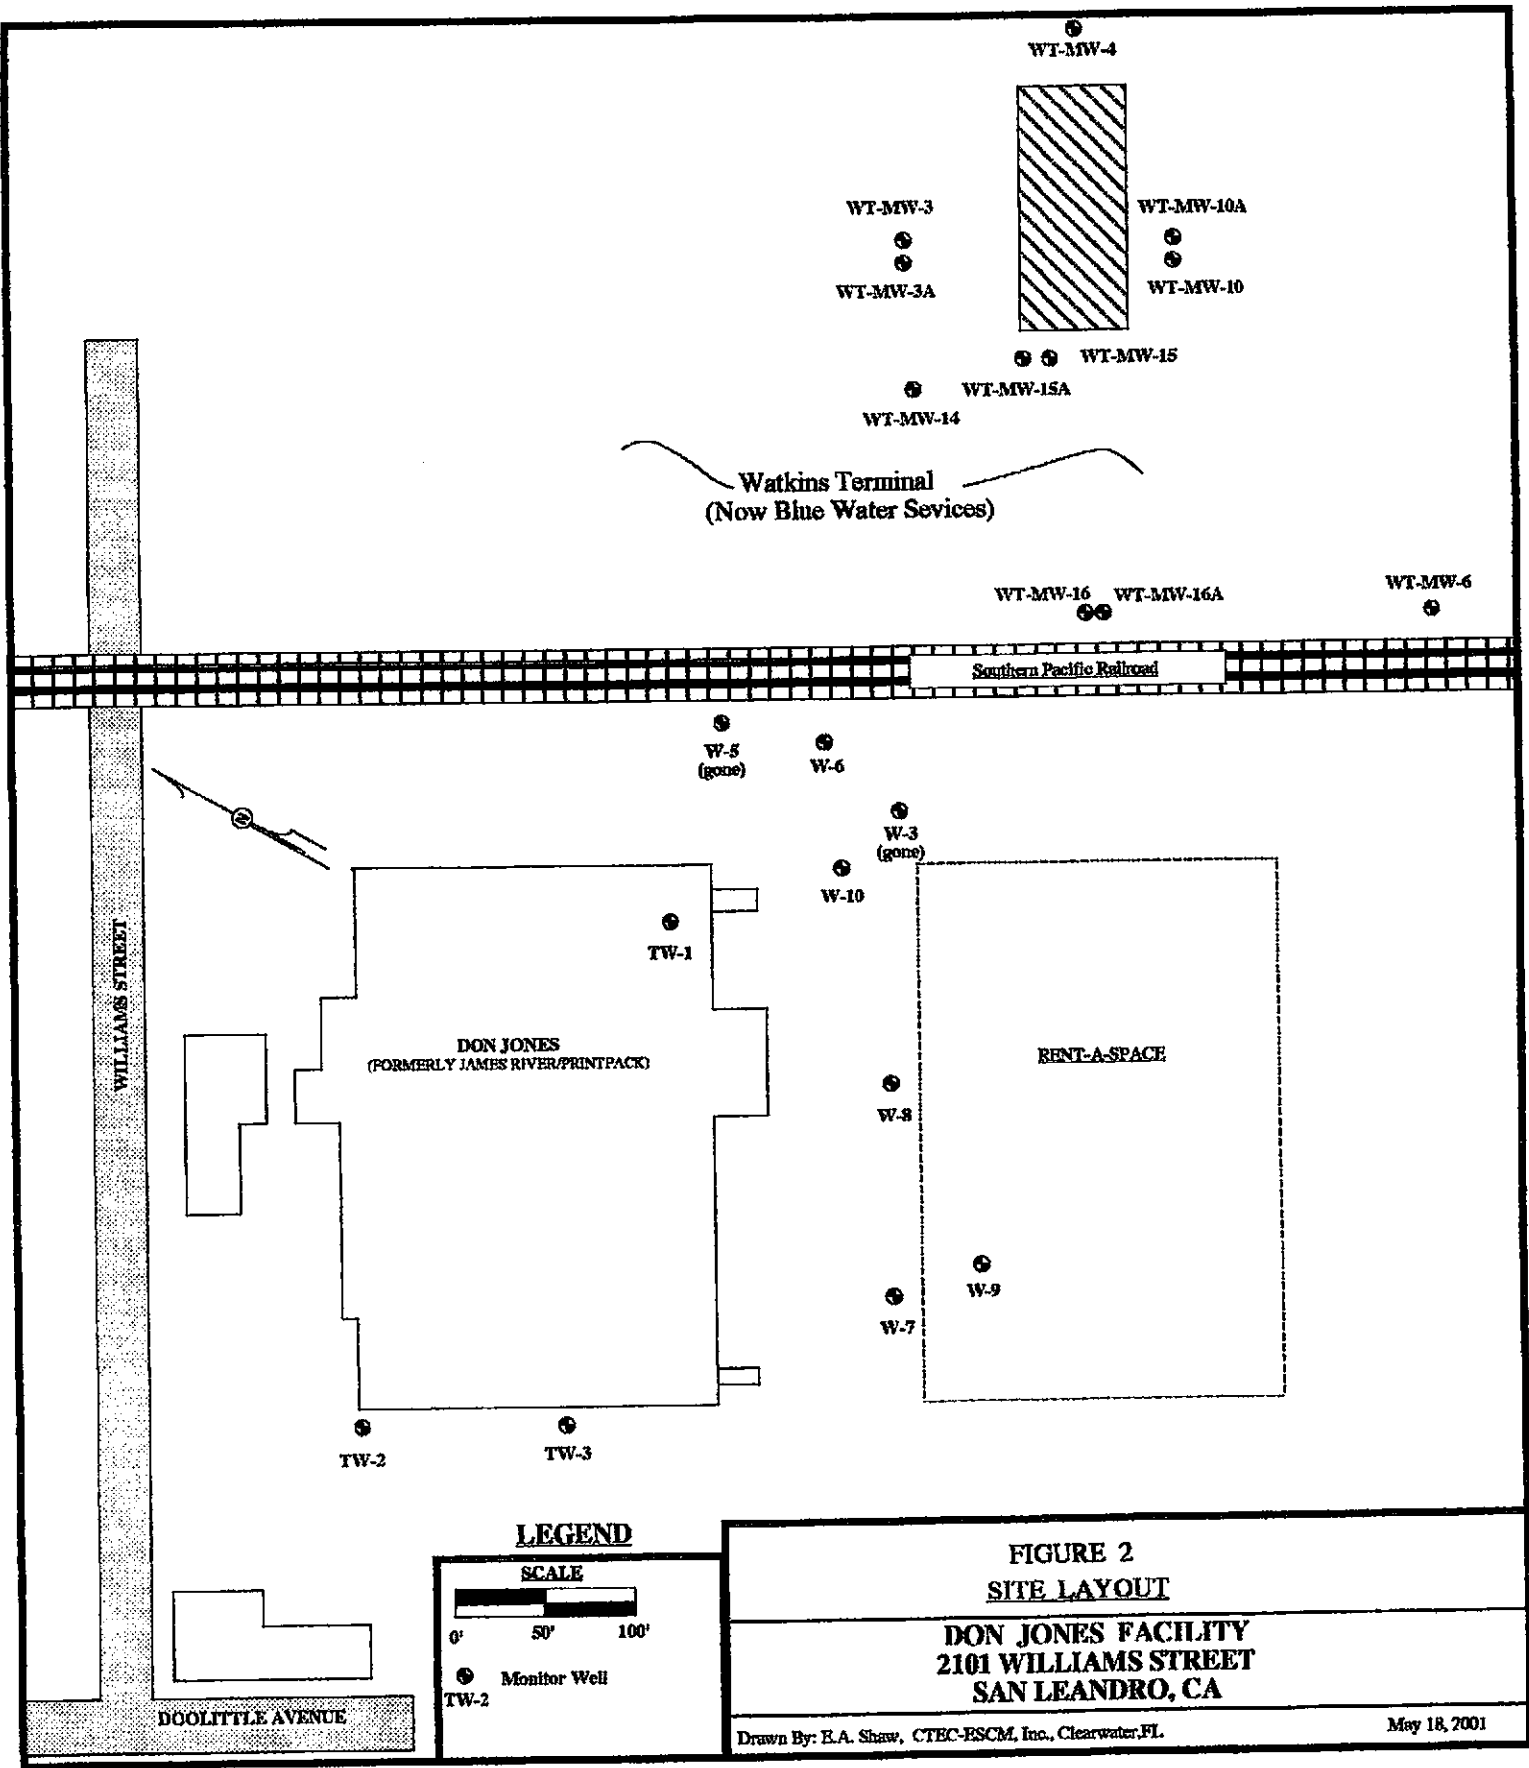 WT-MW-4
WT-MW-3
WT-MW-10A
WT-MW-3A
WT-MW-10
WT-MW-15
WT-MW-15A
WT-MW-14
Watkins Terminal
(Now Blue Water Sevices)
WT-MW-6
WT-MW-16
WT-MW-16A
Southern Pacific Railroad
W-5
(gone)
W-6
N
W-3
(gone)
W-10
TW-1
WILLIAMS STREET
DON JONES
(FORMERLY JAMES RIVER/PRINTPACK)
RENT-A-SPACE
W-8
W-9
W-7
TW-2
TW-3
LEGEND
SCALE
0' 50' 100'
Monitor Well
TW-2
DOOLITTLE AVENUE
FIGURE 2
SITE LAYOUT
DON JONES FACILITY
2101 WILLIAMS STREET
SAN LEANDRO, CA
Drawn By: E.A. Shaw, CTEC-ESCM, Inc., Clearwater,FL.
May 18, 2001